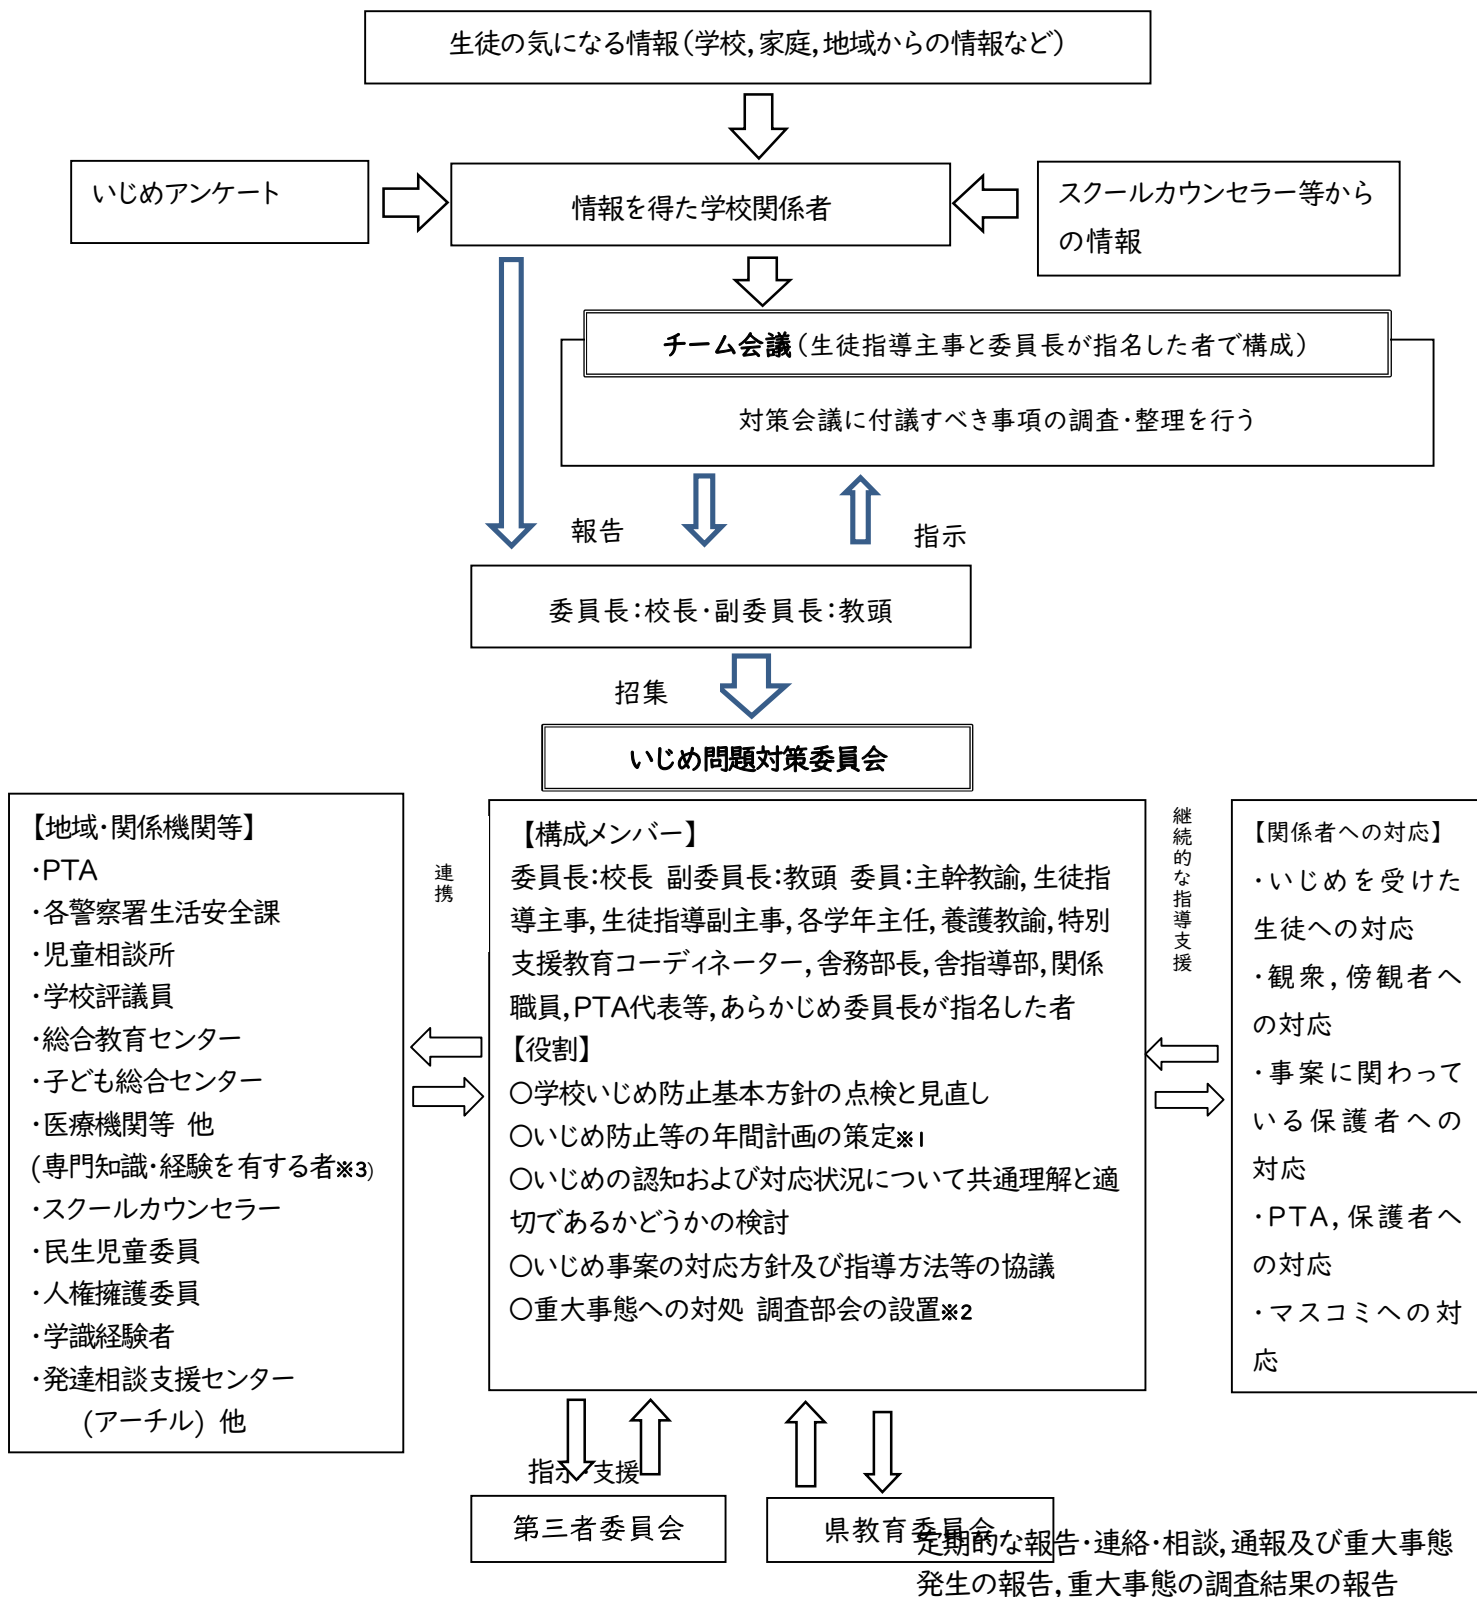 生徒の気になる情報（学校，家庭，地域からの情報など）
いじめアンケート
情報を得た学校関係者
スクールカウンセラー等から
の情報
チーム会議（生徒指導主事と委員長が指名した者で構成）
対策会議に付議すべき事項の調査・整理を行う
報告
指示
委員長：校長・副委員長：教頭
招集
いじめ問題対策委員会
【地域・関係機関等】
・PTA
・各警察署生活安全課
・児童相談所
・学校評議員
・総合教育センター
・子ども総合センター
・医療機関等 他
(専門知識・経験を有する者※3)
・スクールカウンセラー
・民生児童委員
・人権擁護委員
・学識経験者
・発達相談支援センター
(アーチル) 他
連携
【構成メンバー】
委員長：校長 副委員長：教頭 委員：主幹教諭，生徒指
導主事，生徒指導副主事，各学年主任，養護教諭，特別
支援教育コーディネーター，舎務部長，舎指導部，関係
職員，PTA代表等，あらかじめ委員長が指名した者
【役割】
○学校いじめ防止基本方針の点検と見直し
○いじめ防止等の年間計画の策定※1
○いじめの認知および対応状況について共通理解と適
切であるかどうかの検討
○いじめ事案の対応方針及び指導方法等の協議
○重大事態への対処 調査部会の設置※2
継続的な指導支援
【関係者への対応】
・いじめを受けた
生徒への対応
・観衆，傍観者へ
の対応
・事案に関わって
いる保護者への
対応
・PTA，保護者へ
の対応
・マスコミへの対
応
指示・支援
第三者委員会
県教育委員会
定期的な報告・連絡・相談，通報及び重大事態
発生の報告，重大事態の調査結果の報告